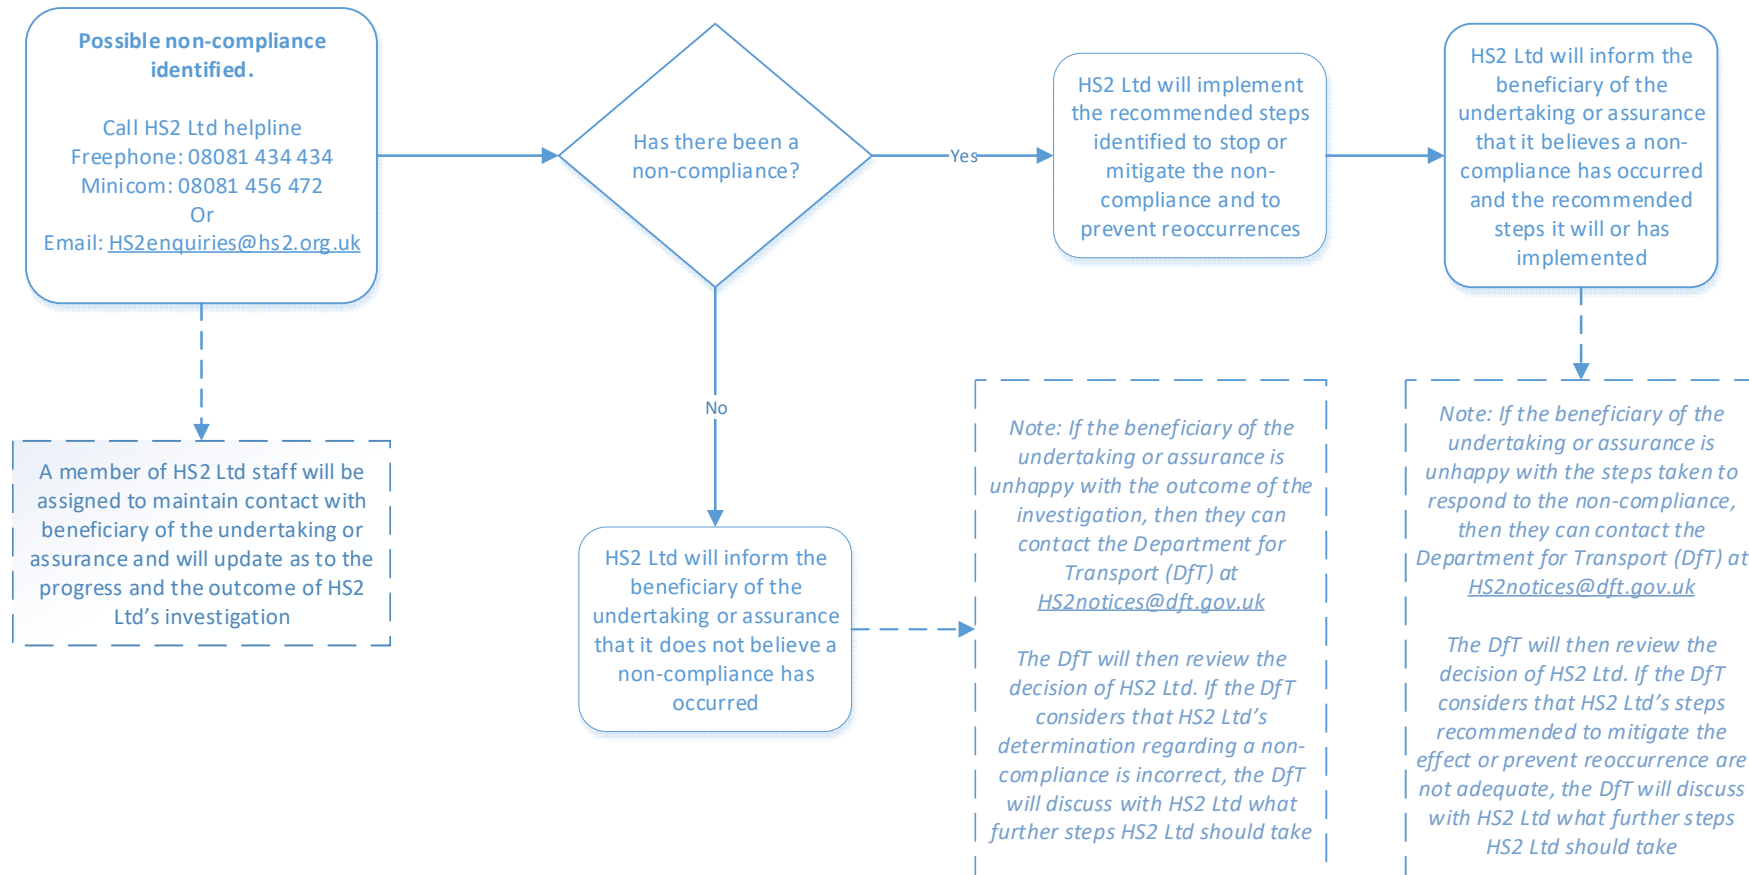 Possible non-compliance
identified.
Call HS2 Ltd helpline
Freephone: 08081 434 434
Minicom: 08081 456 472
Or
Email: HS2enquiries@hs2.org.uk
A member of HS2 Ltd staff will be
assigned to maintain contact with
beneficiary of the undertaking or
assurance and will update as to the
progress and the outcome of HS2
Ltd's investigation
Has there been a
non-compliance?
Yes
No
HS2 Ltd will implement
the recommended steps
identified to stop or
mitigate the non-
compliance and to
prevent reoccurrences
HS2 Ltd will inform the
beneficiary of the
undertaking or assurance
that it believes a non-
compliance has occurred
and the recommended
steps it will or has
implemented
HS2 Ltd will inform the
beneficiary of the
undertaking or assurance
that it does not believe a
non-compliance has
occurred
Note: If the beneficiary of the
undertaking or assurance is
unhappy with the outcome of the
investigation, then they can
contact the Department for
Transport (DfT) at
HS2notices@dft.gov.uk
The DfT will then review the
decision of HS2 Ltd. If the DfT
considers that HS2 Ltd's
determination regarding a non-
compliance is incorrect, the DfT
will discuss with HS2 Ltd what
further steps HS2 Ltd should take
Note: If the beneficiary of the
undertaking or assurance is
unhappy with the steps taken to
respond to the non-compliance,
then they can contact the
Department for Transport (DfT) at
HS2notices@dft.gov.uk
The DfT will then review the
decision of HS2 Ltd. If the DfT
considers that HS2 Ltd's steps
recommended to mitigate the
effect or prevent reoccurrence are
not adequate, the DfT will discuss
with HS2 Ltd what further steps
HS2 Ltd should take